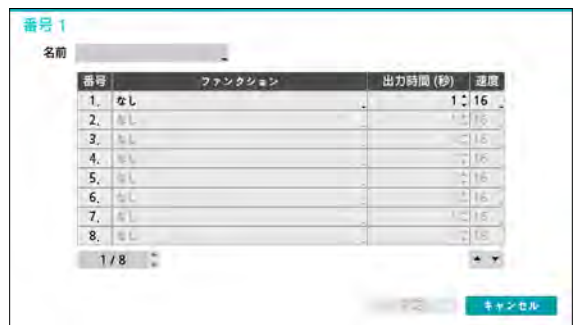 番号 1
名前
番号 ファンクション 出力時間 (秒) 速度
1. なし 1 16
2. なし 16
3. なし 16
4. なし 16
5. なし 16
6. なし 16
7. なし 16
8. なし 16
1 / 8
キャンセル